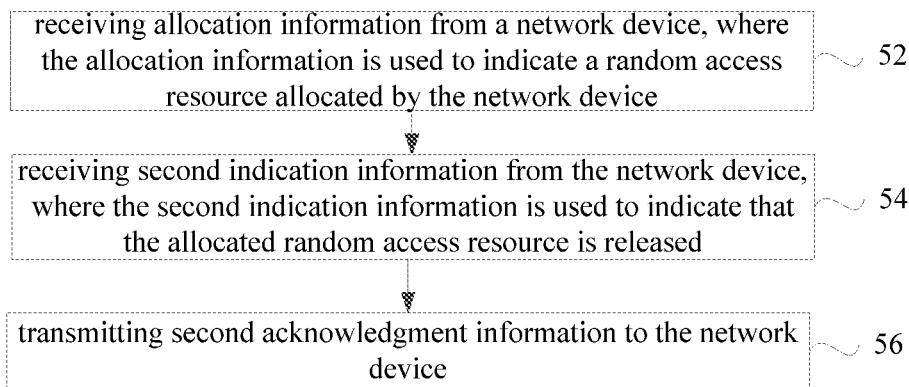 receiving allocation information from a network device, where
the allocation information is used to indicate a random access
resource allocated by the network device
52
receiving second indication information from the network device,
where the second indication information is used to indicate that
the allocated random access resource is released
54
transmitting second acknowledgment information to the network
device
56